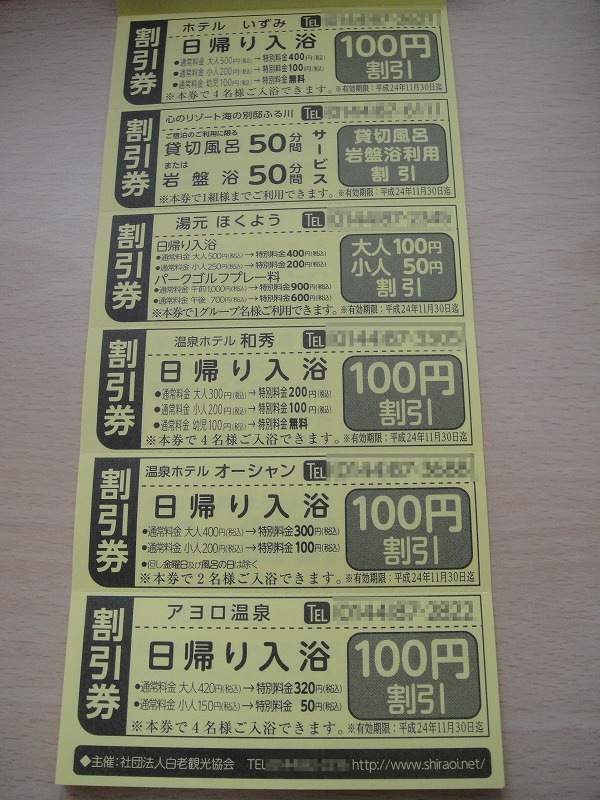 割引券
ホテル いずみ TEL
日帰り入浴
●通常料金 大人500円(税込)→特別料金400円(税込)
●通常料金 小人200円(税込)→特別料金100円(税込)
●通常料金 幼児100円(税込)→特別料金無料
※本券で4名様ご入浴できます。
100円
割引
※有効期限:平成24年11月30日迄
割引券
心のリゾート海の別邸ふる川 TEL
ご宿泊のご利用に限る
貸切風呂 50分間
または
岩盤浴 50分間
サービス
※本券で1組様までご利用できます。
貸切風呂
岩盤浴利用
割引
※有効期限:平成24年11月30日迄
割引券
湯元 ほくよう TEL
日帰り入浴
●通常料金 大人500円(税込)→特別料金400円(税込)
●通常料金 小人250円(税込)→特別料金200円(税込)
パークゴルフプレー料
●通常料金 午前1,000円(税込)→特別料金900円(税込)
●通常料金 午後 700円(税込)→特別料金600円(税込)
※本券で1グループ名様ご利用できます。
大人100円
小人 50円
割引
※有効期限:平成24年11月30日迄
割引券
温泉ホテル 和秀 TEL
日帰り入浴
●通常料金 大人300円(税込)→特別料金200円(税込)
●通常料金 小人200円(税込)→特別料金100円(税込)
●通常料金 幼児100円(税込)→特別料金無料
※本券で4名様ご入浴できます。
100円
割引
※有効期限:平成24年11月30日迄
割引券
温泉ホテル オーシャン TEL
日帰り入浴
●通常料金 大人400円(税込)→特別料金300円(税込)
●通常料金 小人200円(税込)→特別料金100円(税込)
●但し金曜日及び風呂の日は除く
※本券で2名様ご入浴できます。
100円
割引
※有効期限:平成24年11月30日迄
割引券
アヨロ温泉 TEL
日帰り入浴
●通常料金 大人420円(税込)→特別料金320円(税込)
●通常料金 小人150円(税込)→特別料金 50円(税込)
※本券で4名様ご入浴できます。
100円
割引
※有効期限:平成24年11月30日迄
◆主催:社団法人白老観光協会 TEL http://www.shiraoi.net/